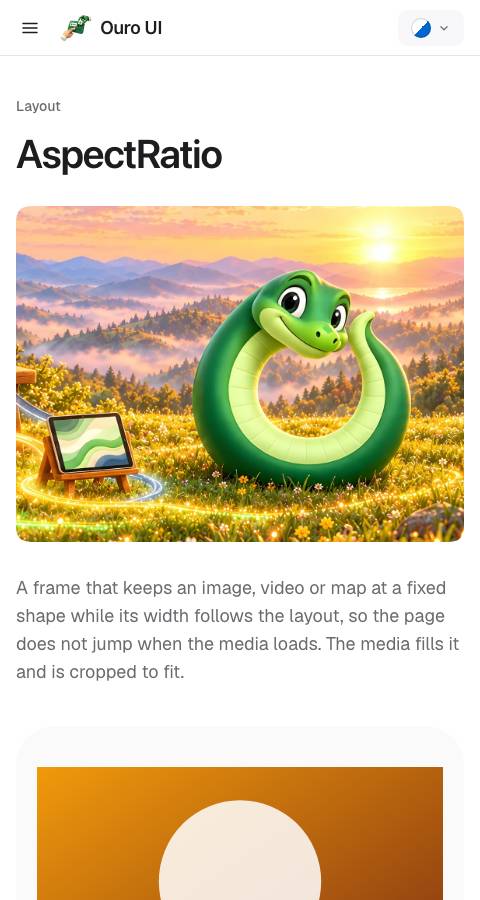 Ouro UI
Layout
AspectRatio
A frame that keeps an image, video or map at a fixed
shape while its width follows the layout, so the page
does not jump when the media loads. The media fills it
and is cropped to fit.